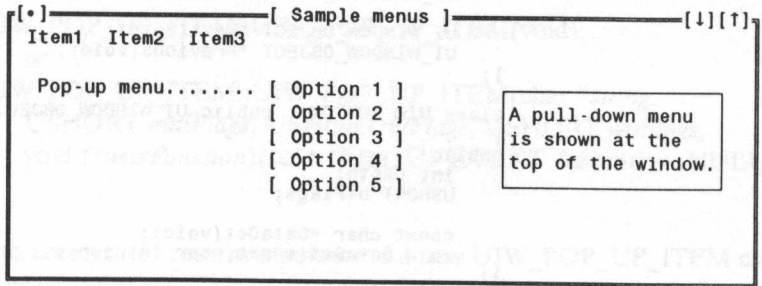 [•] [ Sample menus ] [↓][↑]
Item1 Item2 Item3
Pop-up menu......... [ Option 1 ]
[ Option 2 ]
[ Option 3 ]
[ Option 4 ]
[ Option 5 ]
A pull-down menu
is shown at the
top of the window.